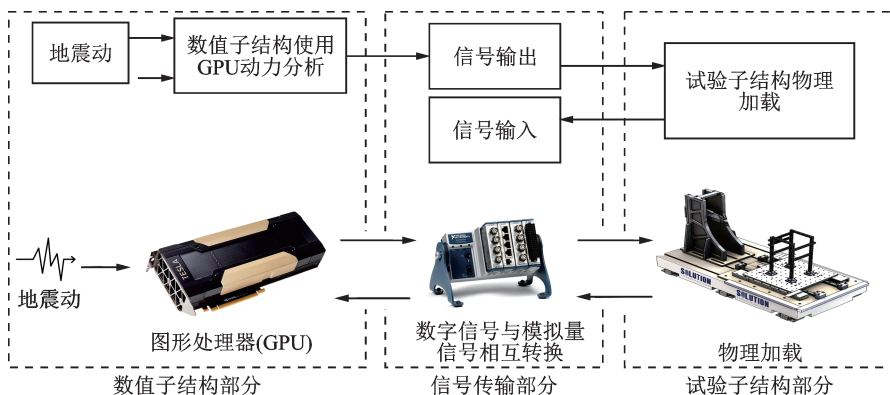 地震动
数值子结构使用
GPU动力分析
信号输出
信号输入
试验子结构物理
加载
TESLA
SOLUTION
SOLUTION
地震动
图形处理器(GPU)
数字信号与模拟量
信号相互转换
物理加载
数值子结构部分
信号传输部分
试验子结构部分